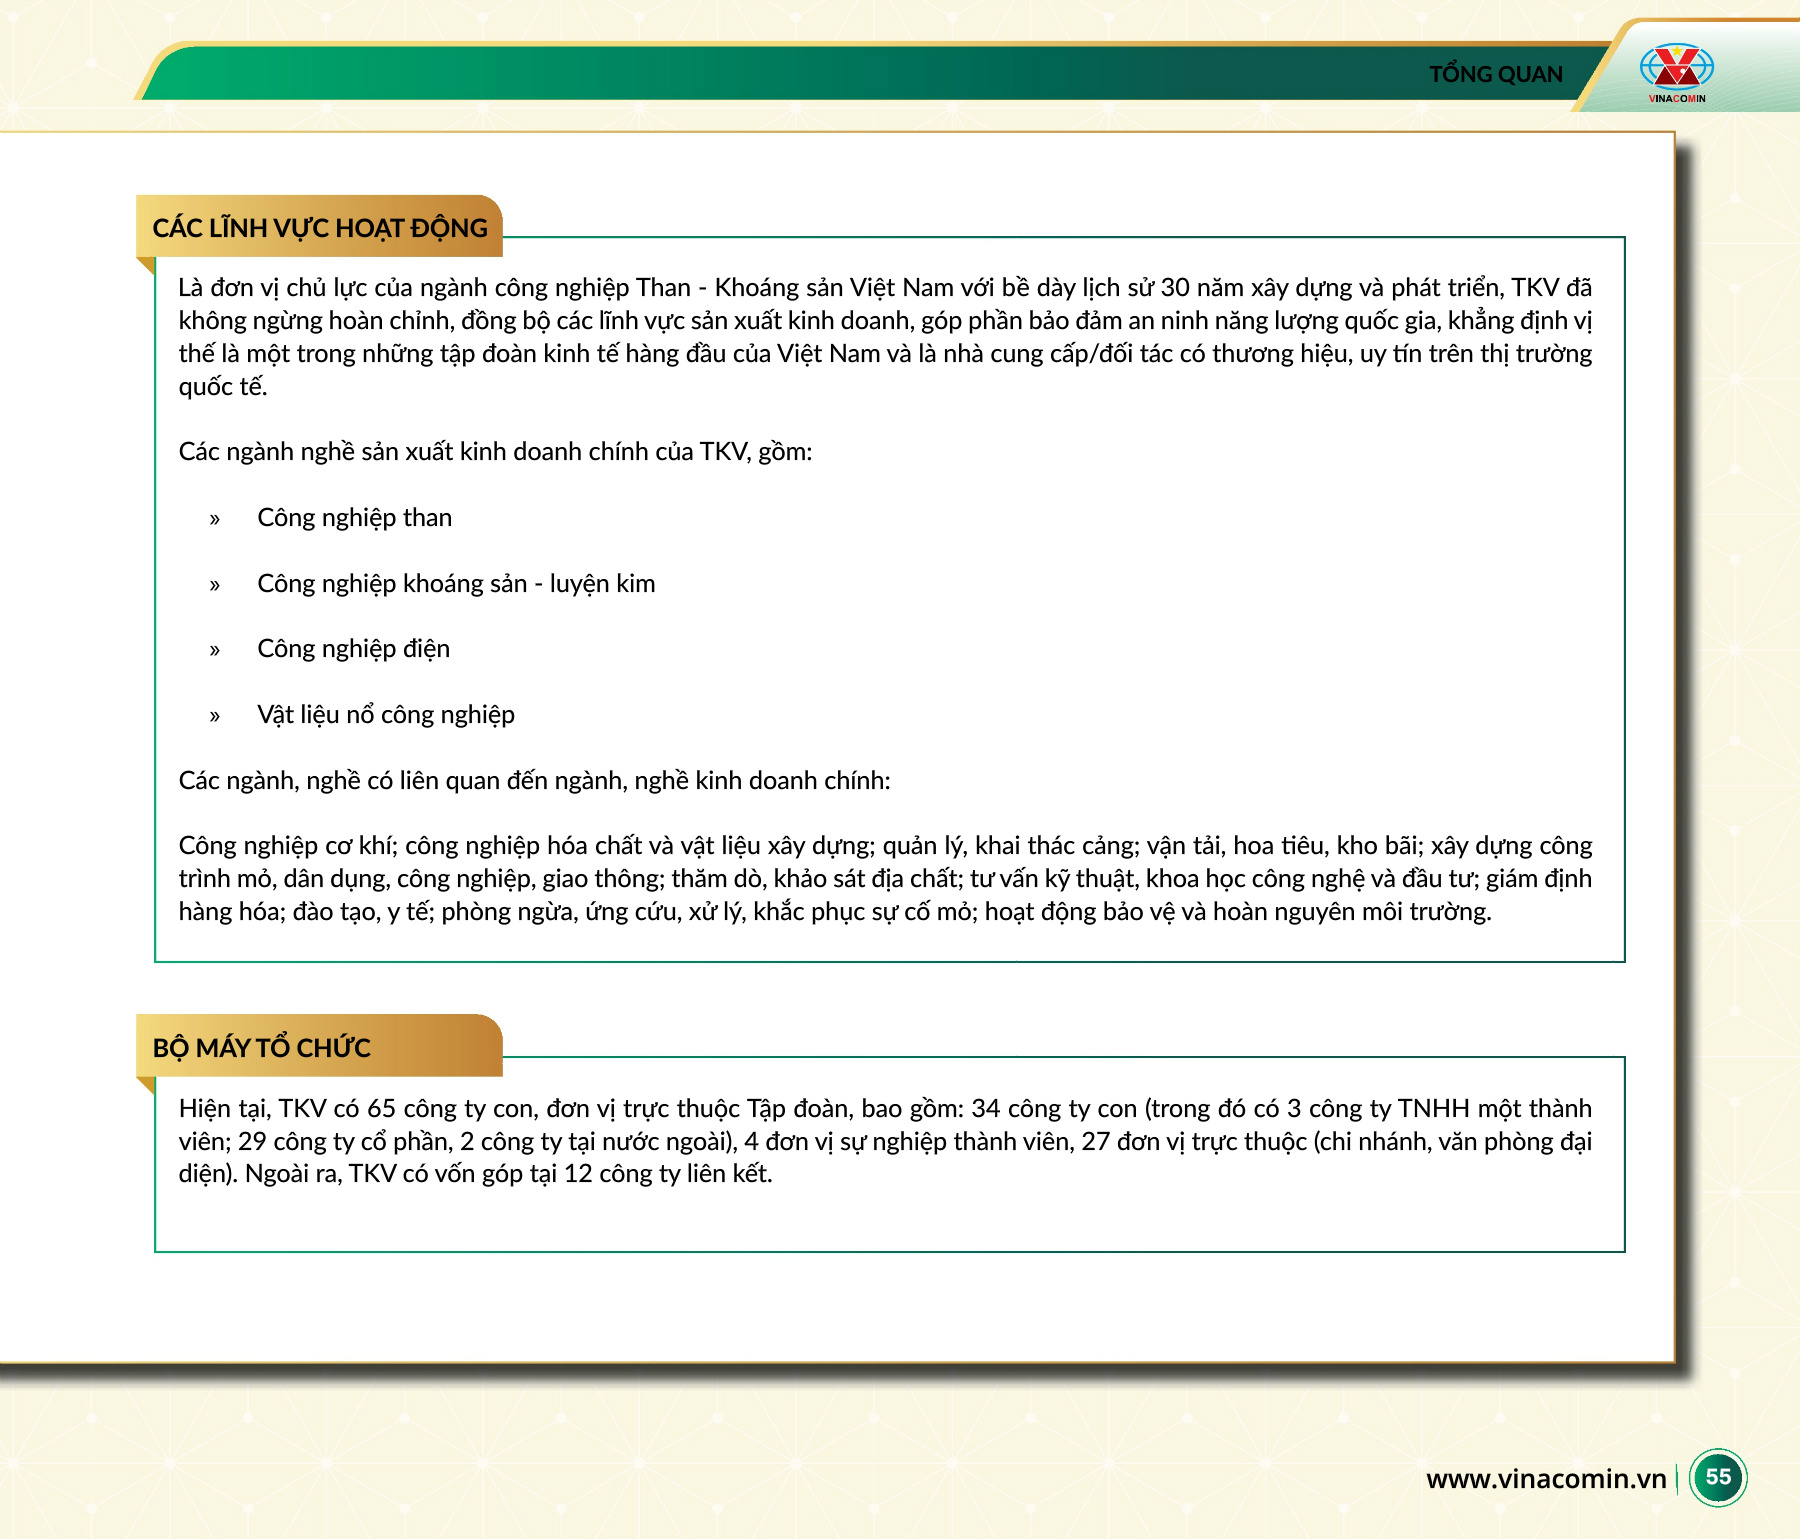 TỔNG QUAN
VINACOMIN
CÁC LĨNH VỰC HOẠT ĐỘNG
Là đơn vị chủ lực của ngành công nghiệp Than - Khoáng sản Việt Nam với bề dày lịch sử 30 năm xây dựng và phát triển, TKV đã
không ngừng hoàn chỉnh, đồng bộ các lĩnh vực sản xuất kinh doanh, góp phần bảo đảm an ninh năng lượng quốc gia, khẳng định vị
thế là một trong những tập đoàn kinh tế hàng đầu của Việt Nam và là nhà cung cấp/đối tác có thương hiệu, uy tín trên thị trường
quốc tế.
Các ngành nghề sản xuất kinh doanh chính của TKV, gồm:
» Công nghiệp than
» Công nghiệp khoáng sản - luyện kim
» Công nghiệp điện
» Vật liệu nổ công nghiệp
Các ngành, nghề có liên quan đến ngành, nghề kinh doanh chính:
Công nghiệp cơ khí; công nghiệp hóa chất và vật liệu xây dựng; quản lý, khai thác cảng; vận tải, hoa tiêu, kho bãi; xây dựng công
trình mỏ, dân dụng, công nghiệp, giao thông; thăm dò, khảo sát địa chất; tư vấn kỹ thuật, khoa học công nghệ và đầu tư; giám định
hàng hóa; đào tạo, y tế; phòng ngừa, ứng cứu, xử lý, khắc phục sự cố mỏ; hoạt động bảo vệ và hoàn nguyên môi trường.
BỘ MÁY TỔ CHỨC
Hiện tại, TKV có 65 công ty con, đơn vị trực thuộc Tập đoàn, bao gồm: 34 công ty con (trong đó có 3 công ty TNHH một thành
viên; 29 công ty cổ phần, 2 công ty tại nước ngoài), 4 đơn vị sự nghiệp thành viên, 27 đơn vị trực thuộc (chi nhánh, văn phòng đại
diện). Ngoài ra, TKV có vốn góp tại 12 công ty liên kết.
www.vinacomin.vn
55